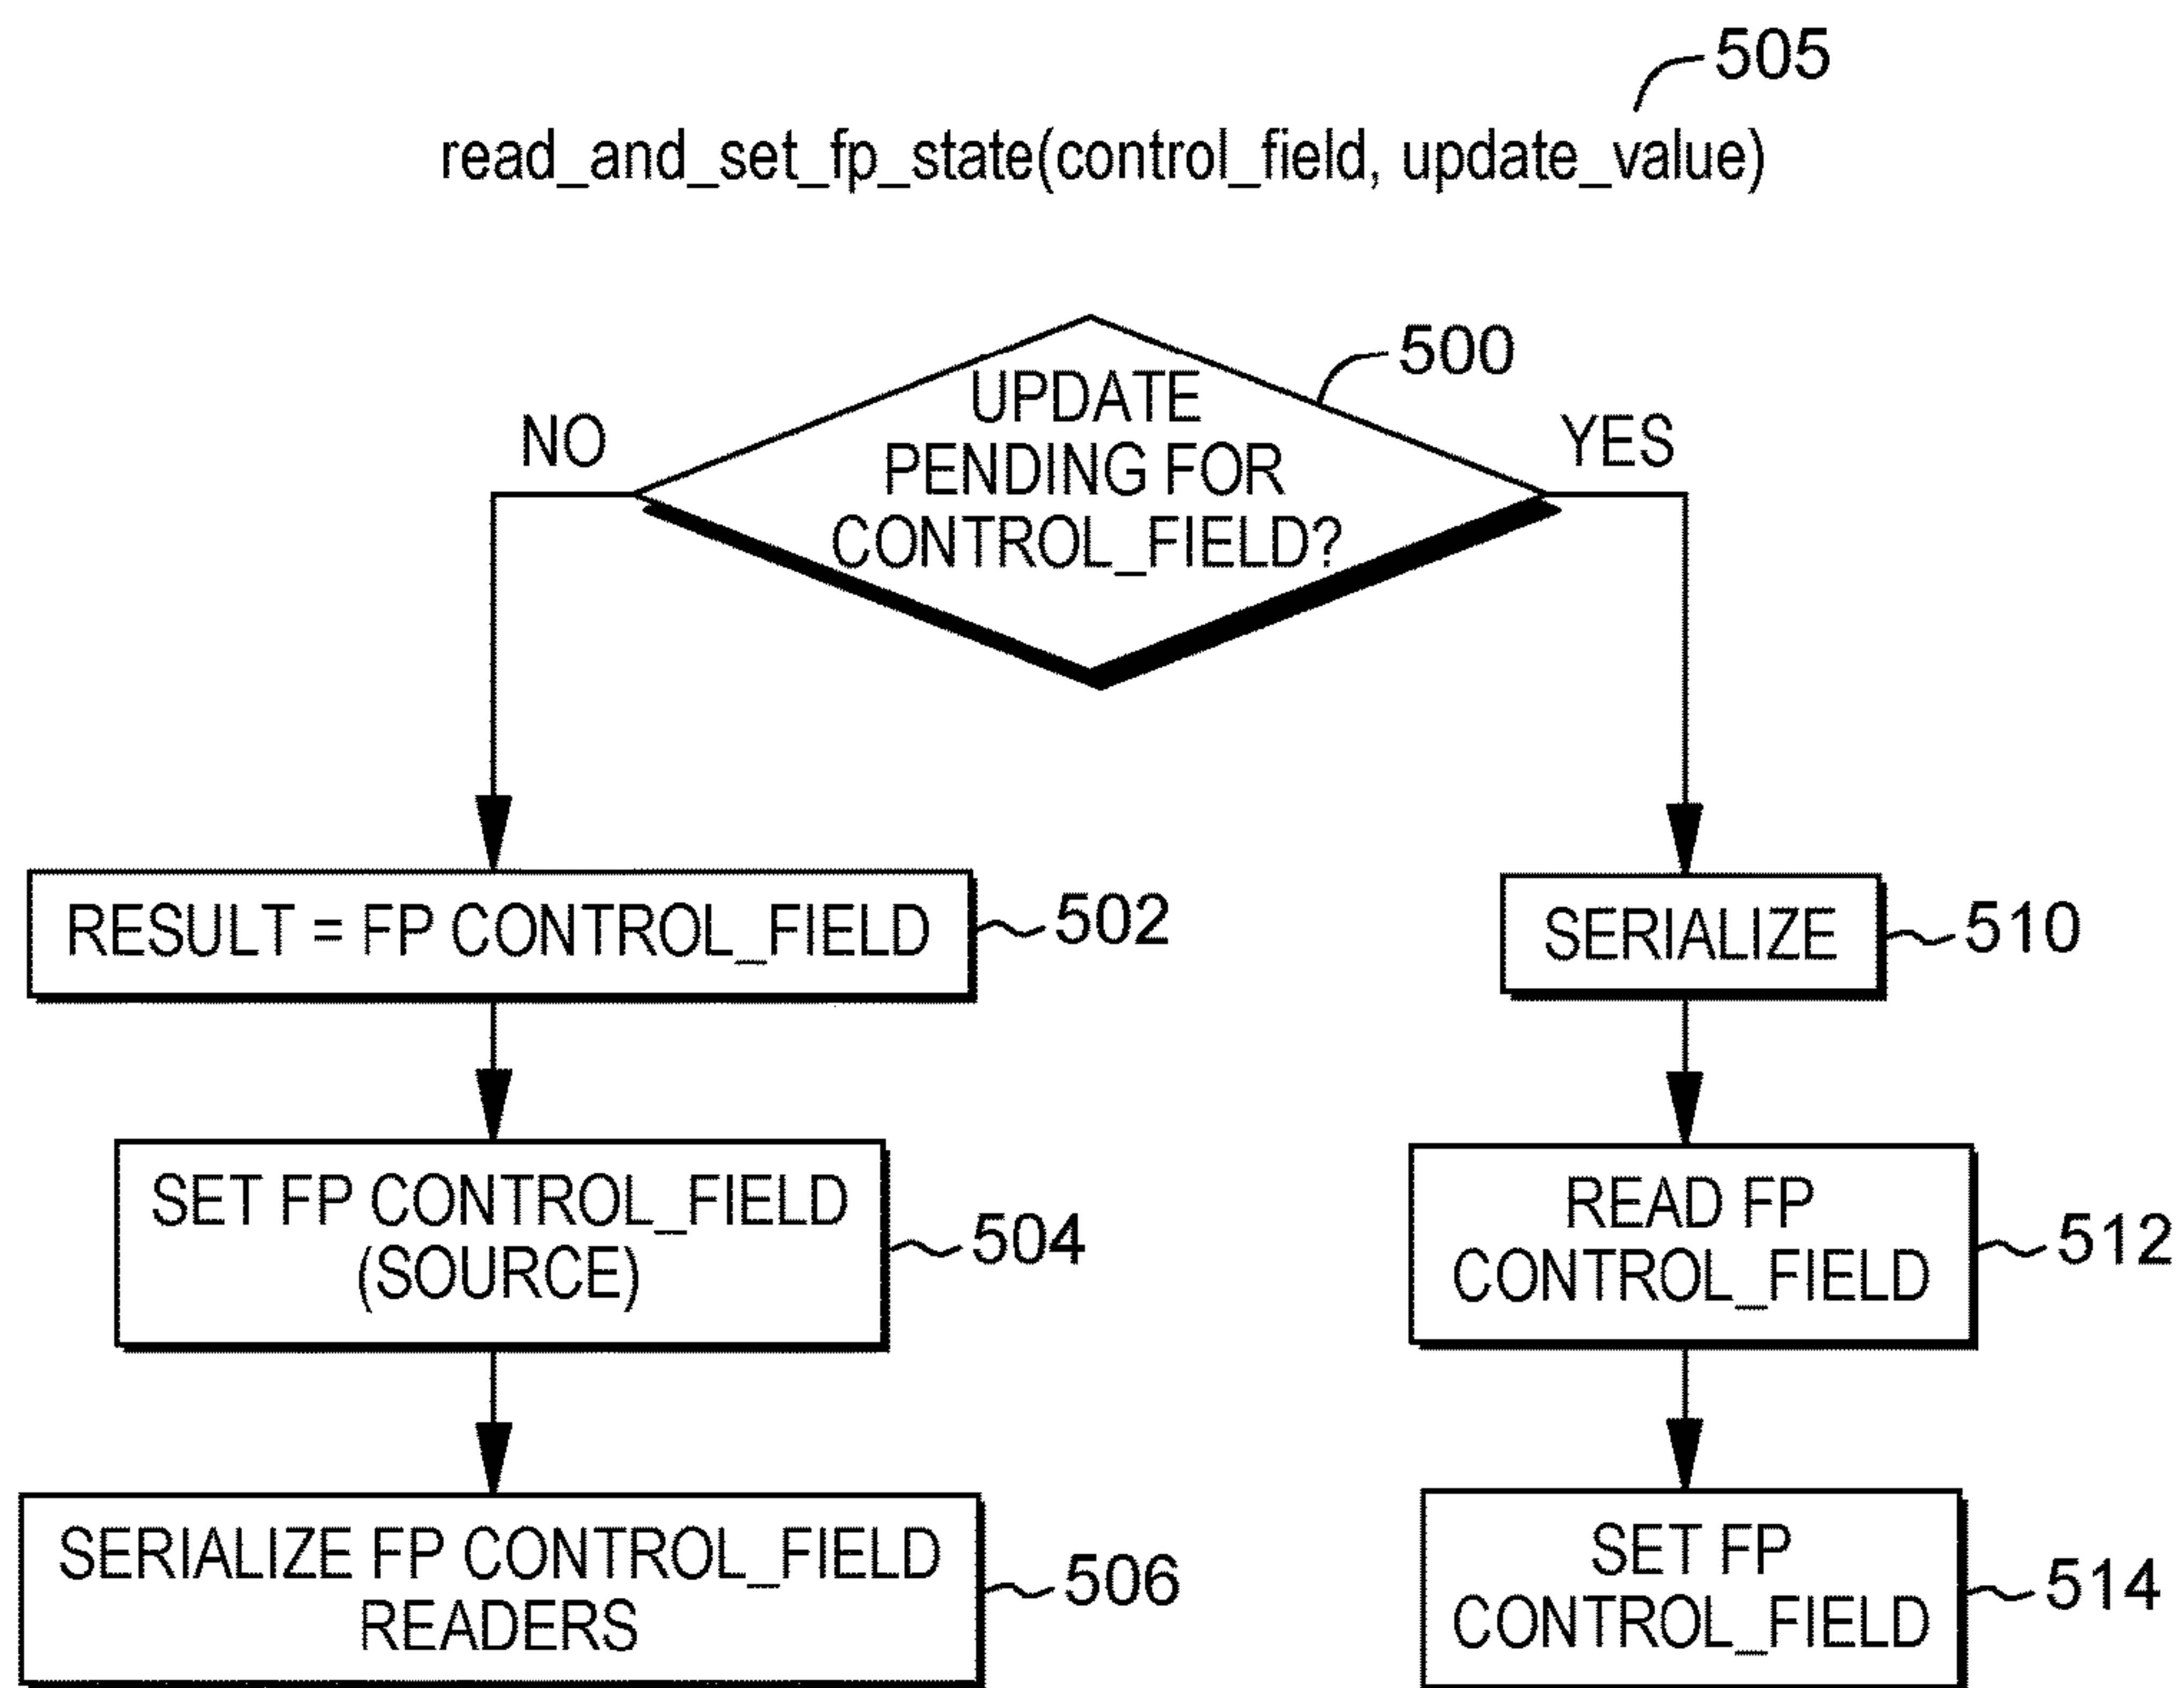 505
read_and_set_fp_state(control_field, update_value)
500
UPDATE
PENDING FOR
CONTROL_FIELD?
NO
YES
RESULT = FP CONTROL_FIELD
502
SERIALIZE
510
SET FP CONTROL_FIELD
(SOURCE)
504
READ FP
CONTROL_FIELD
512
SERIALIZE FP CONTROL_FIELD
READERS
506
SET FP
CONTROL_FIELD
514